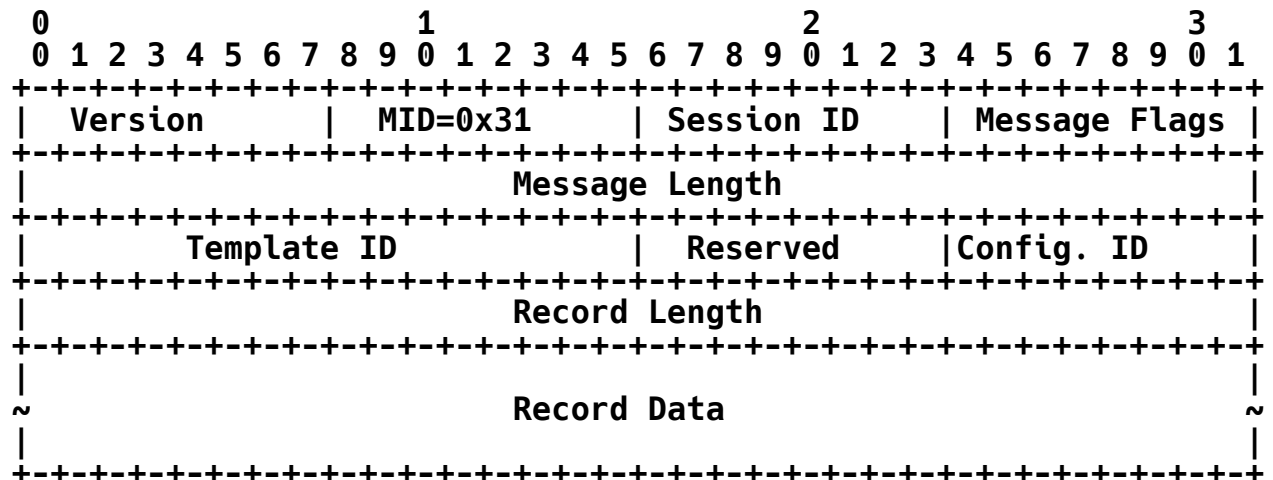 0                   1                   2                   3
 0 1 2 3 4 5 6 7 8 9 0 1 2 3 4 5 6 7 8 9 0 1 2 3 4 5 6 7 8 9 0 1
+-+-+-+-+-+-+-+-+-+-+-+-+-+-+-+-+-+-+-+-+-+-+-+-+-+-+-+-+-+-+-+-+
|  Version      |  MID=0x31     | Session ID    | Message Flags |
+-+-+-+-+-+-+-+-+-+-+-+-+-+-+-+-+-+-+-+-+-+-+-+-+-+-+-+-+-+-+-+-+
|                         Message Length                        |
+-+-+-+-+-+-+-+-+-+-+-+-+-+-+-+-+-+-+-+-+-+-+-+-+-+-+-+-+-+-+-+-+
|        Template ID            |  Reserved     |Config. ID     |
+-+-+-+-+-+-+-+-+-+-+-+-+-+-+-+-+-+-+-+-+-+-+-+-+-+-+-+-+-+-+-+-+
|                         Record Length                         |
+-+-+-+-+-+-+-+-+-+-+-+-+-+-+-+-+-+-+-+-+-+-+-+-+-+-+-+-+-+-+-+-+
|                                                               |
~                         Record Data                           ~
|                                                               |
+-+-+-+-+-+-+-+-+-+-+-+-+-+-+-+-+-+-+-+-+-+-+-+-+-+-+-+-+-+-+-+-+